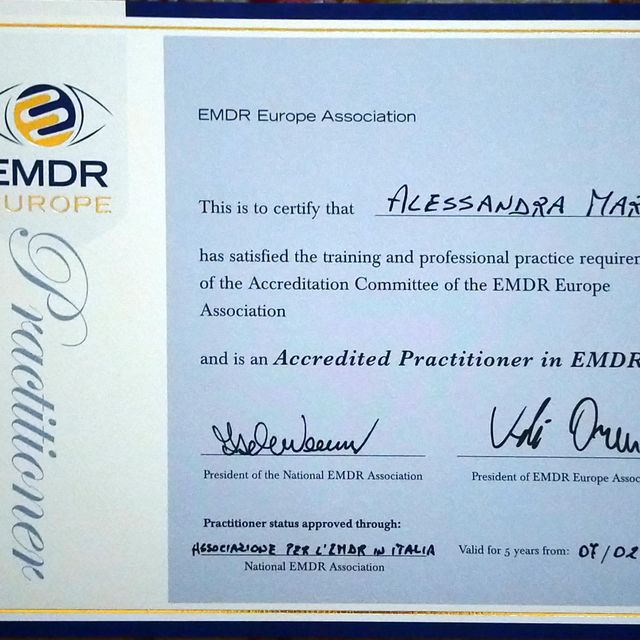 EMDR
EUROPE
Practitioner
EMDR Europe Association
This is to certify that ALESSANDRA MAR
has satisfied the training and professional practice requirem
of the Accreditation Committee of the EMDR Europe
Association
and is an Accredited Practitioner in EMDR
President of the National EMDR Association
President of EMDR Europe Assoc
Practitioner status approved through:
ASSOCIAZIONE PER L'EMDR IN ITALIA
National EMDR Association
Valid for 5 years from: 07/02